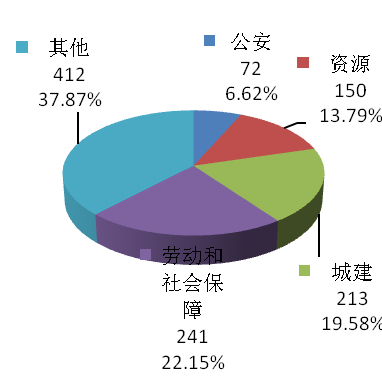 其他
412
37.87%
公安
72
6.62%
资源
150
13.79%
城建
213
19.58%
劳动和
社会保
障
241
22.15%